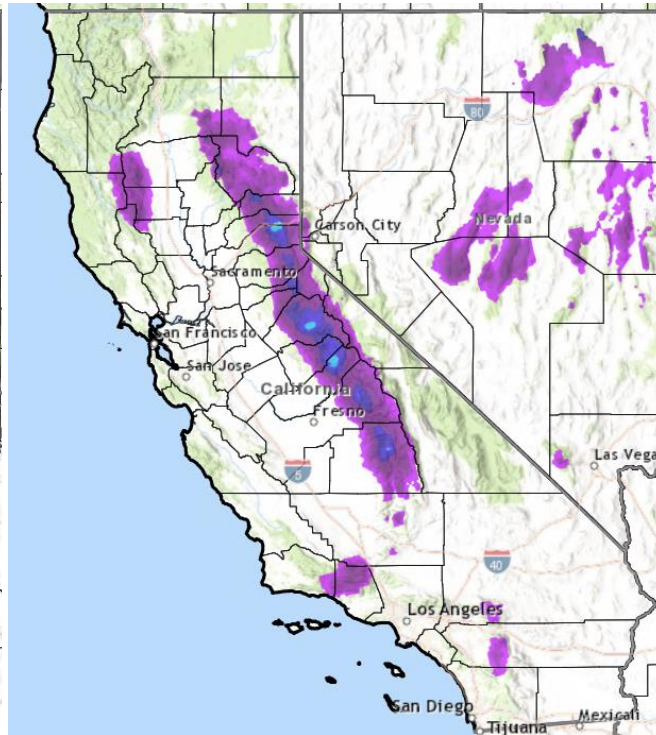 80
Nevada
Carson City
Sacramento
San Francisco
San Jose
California
Fresno
5
Las Vega
40
Los Angeles
San Diego
Tijuana
Mexicali